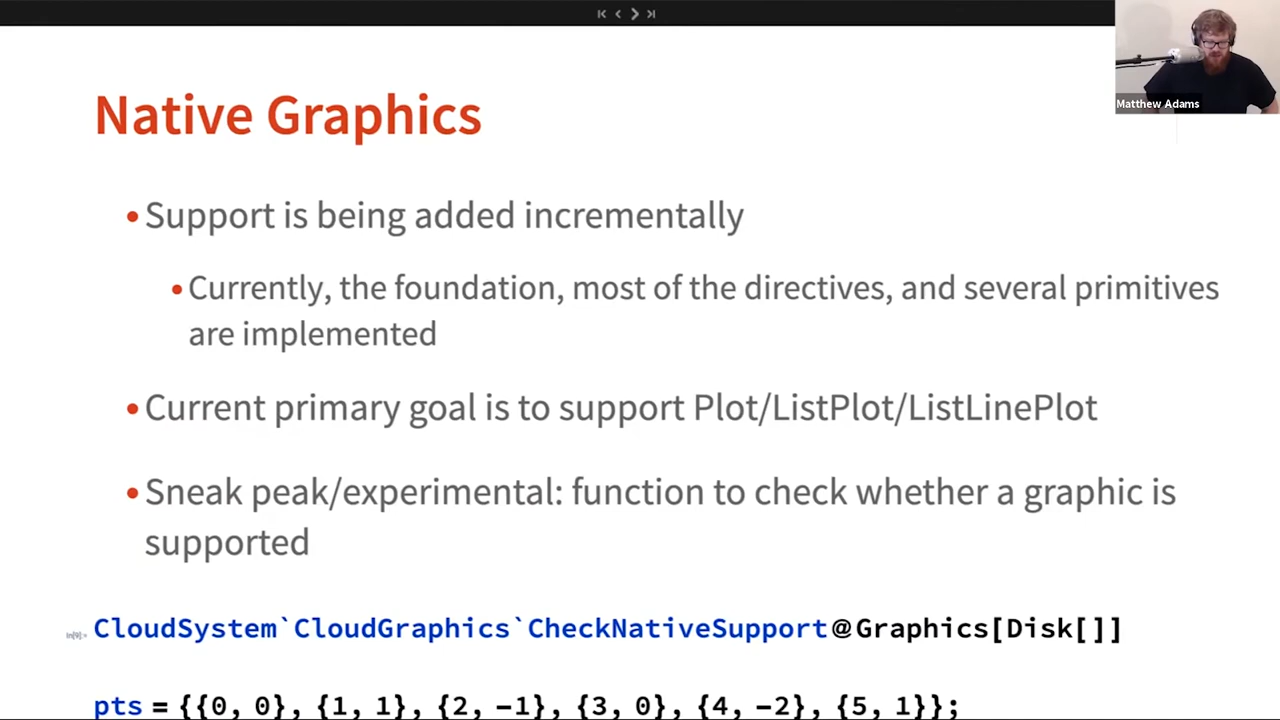 Matthew Adams
Native Graphics
•Support is being added incrementally
•Currently, the foundation, most of the directives, and several primitives
are implemented
•Current primary goal is to support Plot/ListPlot/ListLinePlot
•Sneak peak/experimental: function to check whether a graphic is
supported
In[9]:= CloudSystem`CloudGraphics`CheckNativeSupport@Graphics[Disk[]]
pts = {{0, 0}, {1, 1}, {2, -1}, {3, 0}, {4, -2}, {5, 1}};